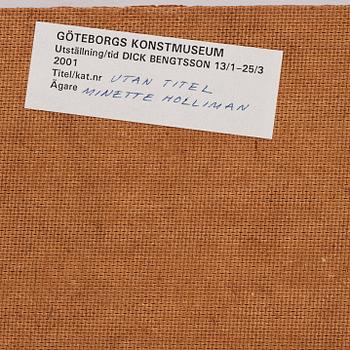 GÖTEBORGS KONSTMUSEUM
Utställning/tid DICK BENGTSSON 13/1–25/3
2001
Titel/kat.nr UTAN TITEL
Ägare MINETTE HOLLIMAN